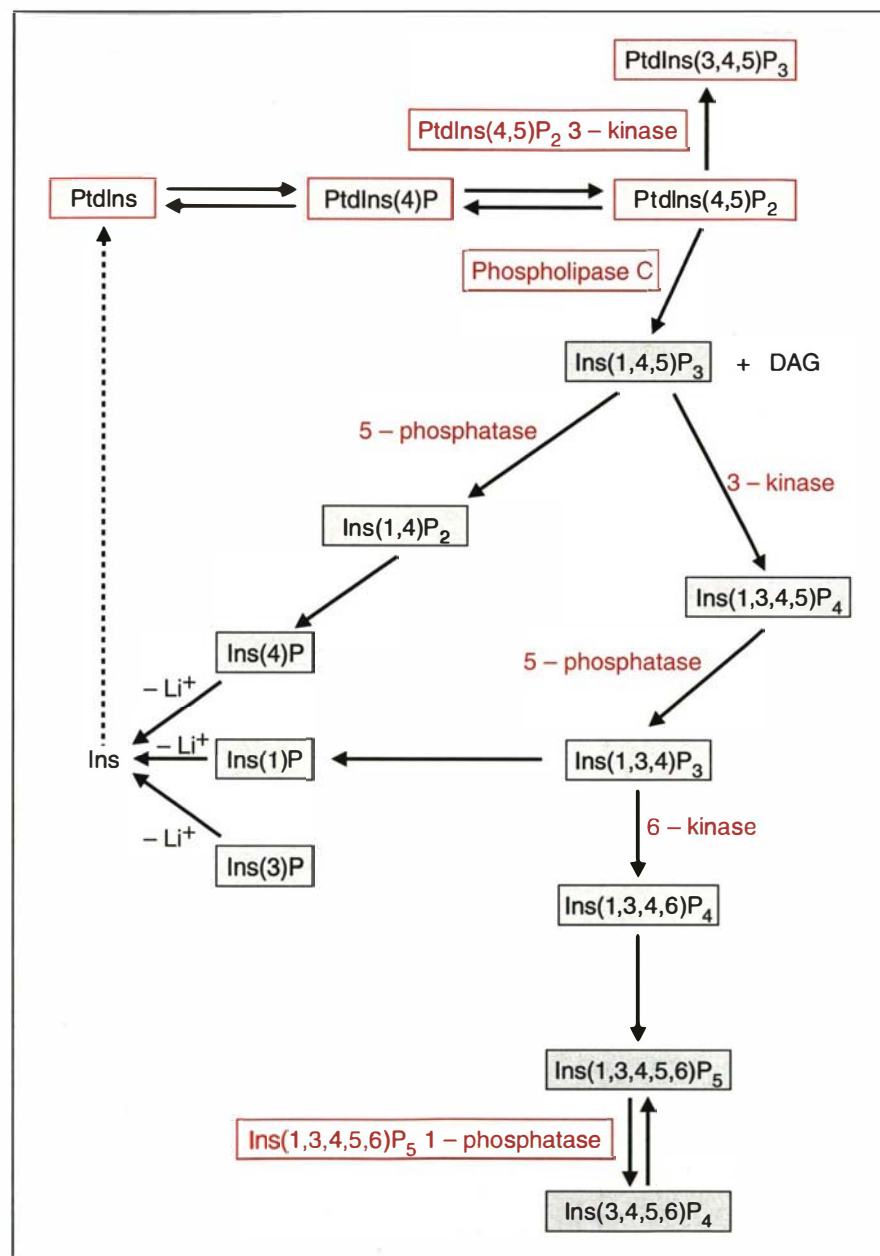 PtdIns(3,4,5)P₃
PtdIns(4,5)P₂ 3 – kinase
PtdIns
PtdIns(4)P
PtdIns(4,5)P₂
Phospholipase C
Ins(1,4,5)P₃ + DAG
5 – phosphatase
3 – kinase
Ins(1,4)P₂
Ins(1,3,4,5)P₄
Ins(4)P
5 – phosphatase
– Li⁺
Ins
– Li⁺
Ins(1)P
Ins(1,3,4)P₃
– Li⁺
Ins(3)P
6 – kinase
Ins(1,3,4,6)P₄
Ins(1,3,4,5,6)P₅
Ins(1,3,4,5,6)P₅ 1 – phosphatase
Ins(3,4,5,6)P₄